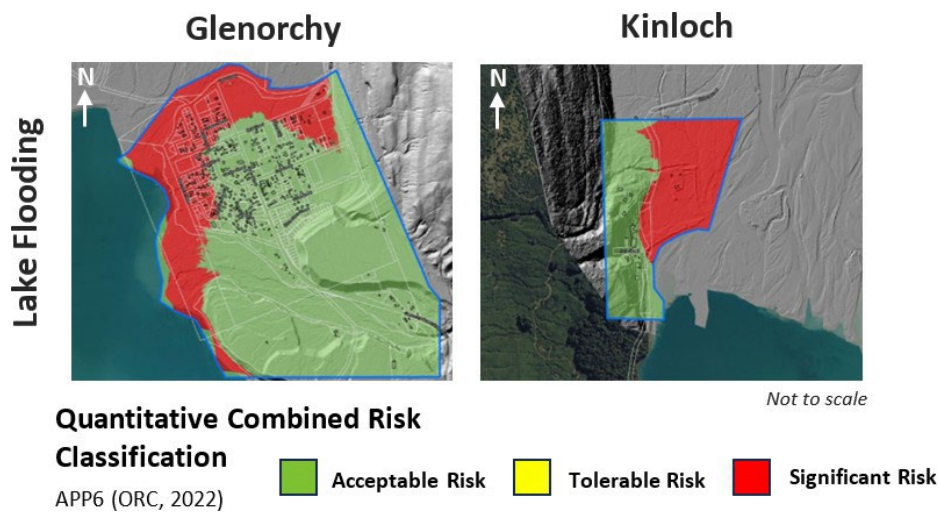 Glenorchy
Kinloch
Lake Flooding
N
N
Not to scale
Quantitative Combined Risk
Classification
APP6 (ORC, 2022)
Acceptable Risk
Tolerable Risk
Significant Risk